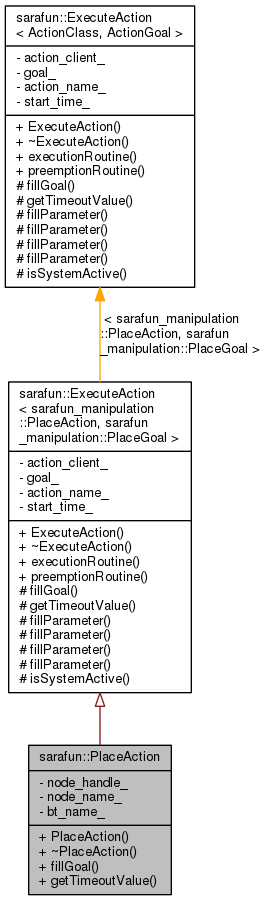 sarafun::ExecuteAction
< ActionClass, ActionGoal >
- action_client_
- goal_
- action_name_
- start_time_
+ ExecuteAction()
+ ~ExecuteAction()
+ executionRoutine()
+ preemptionRoutine()
# fillGoal()
# getTimeoutValue()
# fillParameter()
# fillParameter()
# fillParameter()
# fillParameter()
# isSystemActive()
< sarafun_manipulation
::PlaceAction, sarafun
_manipulation::PlaceGoal >
sarafun::ExecuteAction
< sarafun_manipulation
::PlaceAction, sarafun
_manipulation::PlaceGoal >
- action_client_
- goal_
- action_name_
- start_time_
+ ExecuteAction()
+ ~ExecuteAction()
+ executionRoutine()
+ preemptionRoutine()
# fillGoal()
# getTimeoutValue()
# fillParameter()
# fillParameter()
# fillParameter()
# fillParameter()
# isSystemActive()
sarafun::PlaceAction
- node_handle_
- node_name_
- bt_name_
+ PlaceAction()
+ ~PlaceAction()
+ fillGoal()
+ getTimeoutValue()